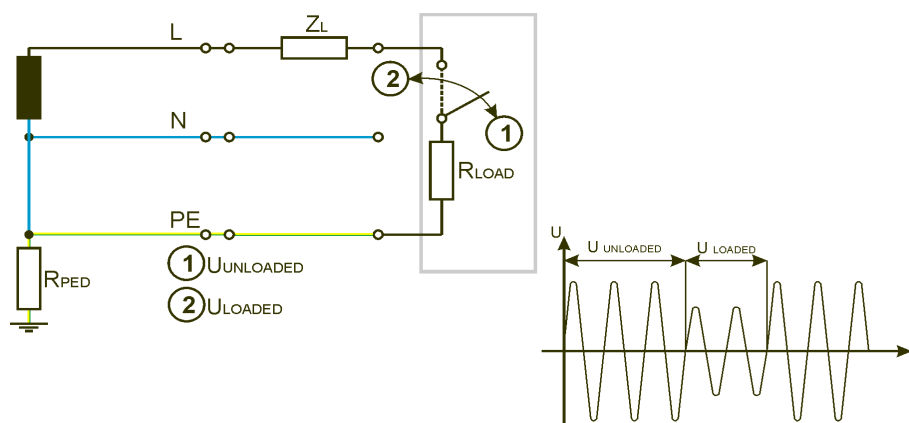 L
ZL
2
1
N
RLOAD
PE
1 UUNLOADED
RPED
2 ULOADED
U
U UNLOADED
U LOADED